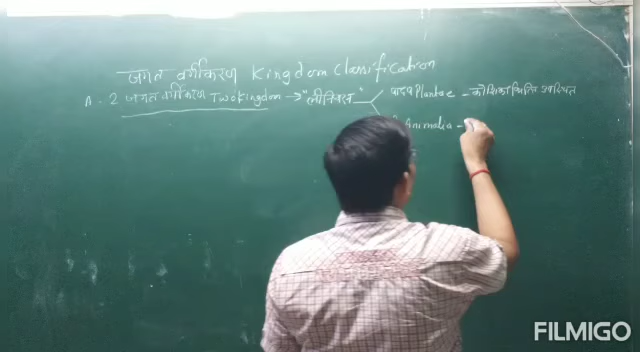 जगत वर्गीकरण Kingdom Classification
A. 2 जगत वर्गीकरण Two Kingdom → "लीनियस"
पादप Plantae - कोशिका भित्ति उपस्थित
Animalia -
FILMIGO